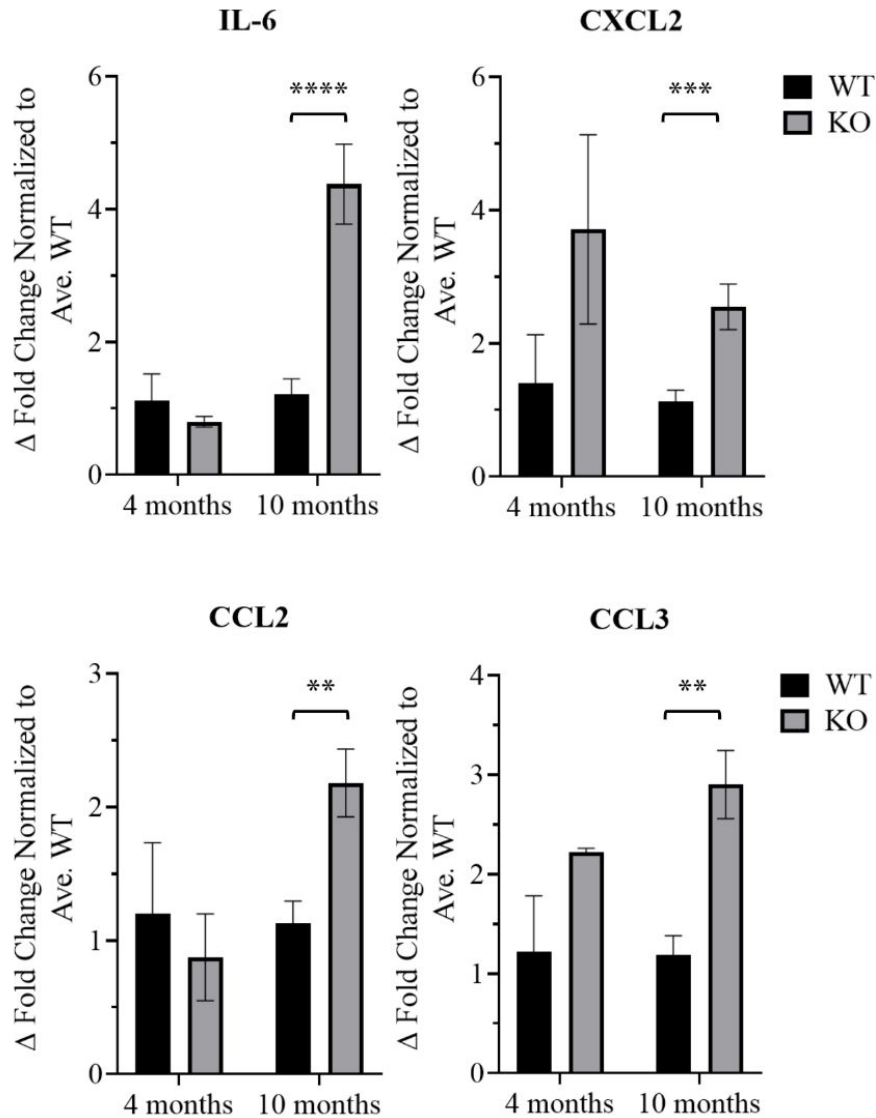 IL-6
Δ Fold Change Normalized to
Ave. WT
6
4
2
0
****
4 months 10 months
CXCL2
Δ Fold Change Normalized to
Ave. WT
6
4
2
0
***
4 months 10 months
WT
KO
CCL2
Δ Fold Change Normalized to
Ave. WT
3
2
1
0
**
4 months 10 months
CCL3
Δ Fold Change Normalized to
Ave. WT
4
3
2
1
0
**
4 months 10 months
WT
KO